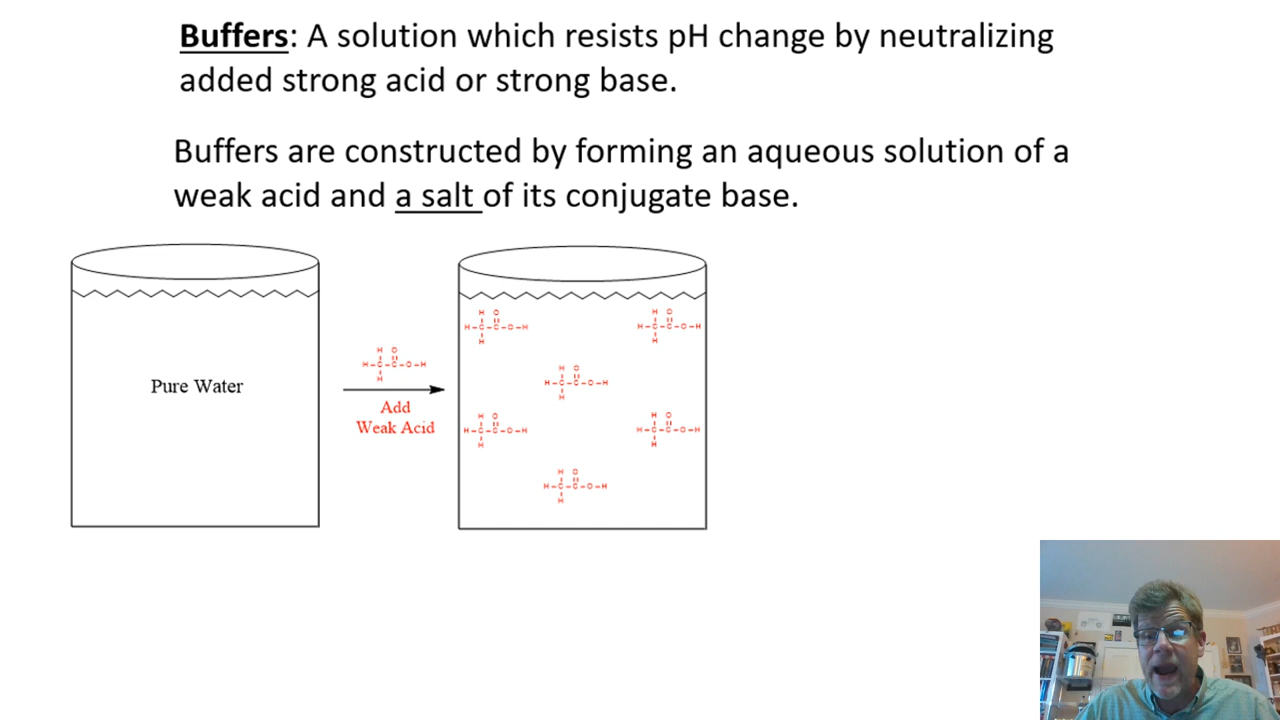 Buffers: A solution which resists pH change by neutralizing
added strong acid or strong base.
Buffers are constructed by forming an aqueous solution of a
weak acid and a salt of its conjugate base.
Pure Water
H O
H-C-C-O-H
H
Add
Weak Acid
H O
H-C-C-O-H
H
H O
H-C-C-O-H
H
H O
H-C-C-O-H
H
H O
H-C-C-O-H
H
H O
H-C-C-O-H
H
H O
H-C-C-O-H
H